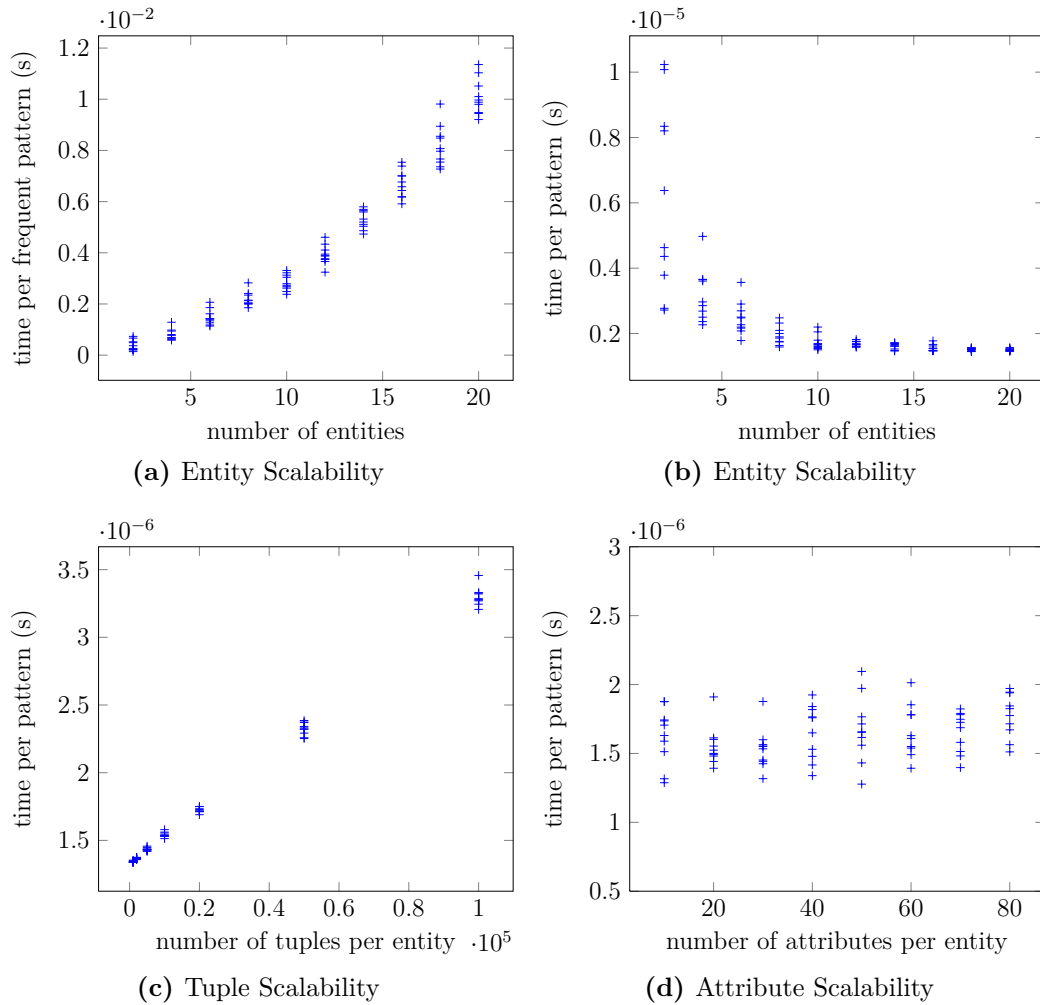 ·10⁻²
1.2
1
0.8
0.6
0.4
0.2
0
5 10 15 20
time per frequent pattern (s)
number of entities
(a) Entity Scalability
·10⁻⁵
1
0.8
0.6
0.4
0.2
5 10 15 20
time per pattern (s)
number of entities
(b) Entity Scalability
·10⁻⁶
3.5
3
2.5
2
1.5
0 0.2 0.4 0.6 0.8 1
time per pattern (s)
number of tuples per entity ·10⁵
(c) Tuple Scalability
·10⁻⁶
3
2.5
2
1.5
1
0.5
20 40 60 80
time per pattern (s)
number of attributes per entity
(d) Attribute Scalability